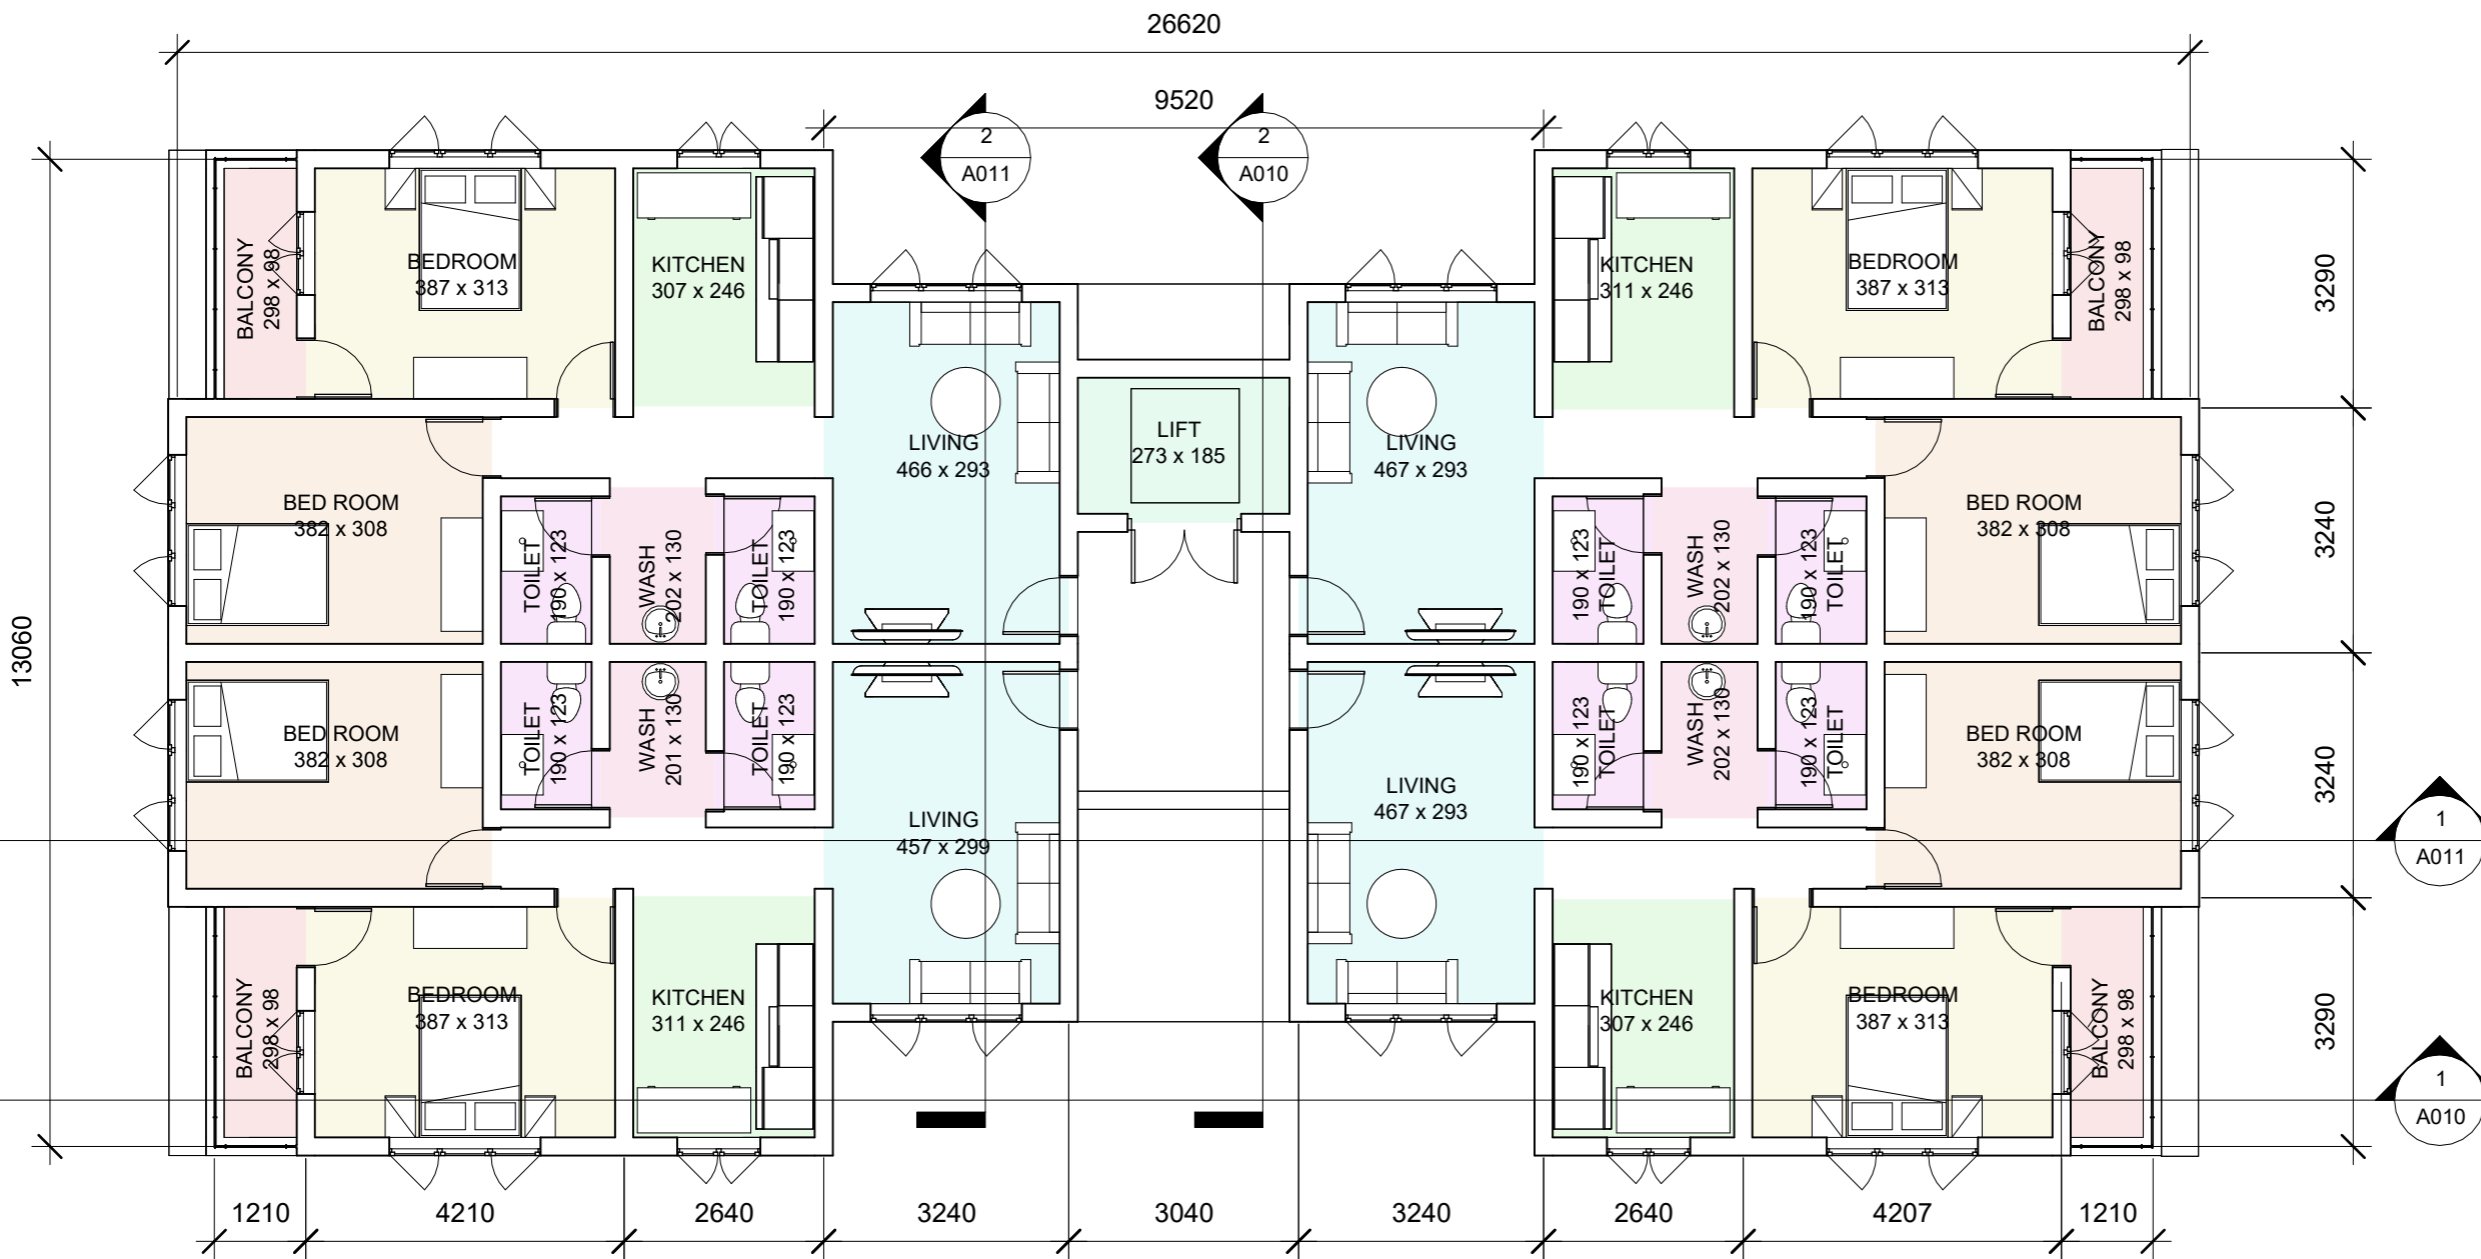 26620
9520
2
A011
2
A010
BALCONY
298 x 98
BEDROOM
387 x 313
KITCHEN
307 x 246
KITCHEN
311 x 246
BEDROOM
387 x 313
BALCONY
298 x 98
3290
LIVING
466 x 293
LIFT
273 x 185
LIVING
467 x 293
BED ROOM
382 x 308
TOILET
190 x 123
WASH
202 x 130
TOILET
190 x 123
190 x 123
TOILET
WASH
202 x 130
190 x 123
TOILET
BED ROOM
382 x 308
3240
13060
BED ROOM
382 x 308
TOILET
190 x 123
WASH
201 x 130
TOILET
190 x 123
LIVING
457 x 299
LIVING
467 x 293
190 x 123
TOILET
WASH
202 x 130
190 x 123
TOILET
BED ROOM
382 x 308
3240
1
A011
BALCONY
298 x 98
BEDROOM
387 x 313
KITCHEN
311 x 246
KITCHEN
307 x 246
BEDROOM
387 x 313
BALCONY
298 x 98
3290
1
A010
1210
4210
2640
3240
3040
3240
2640
4207
1210